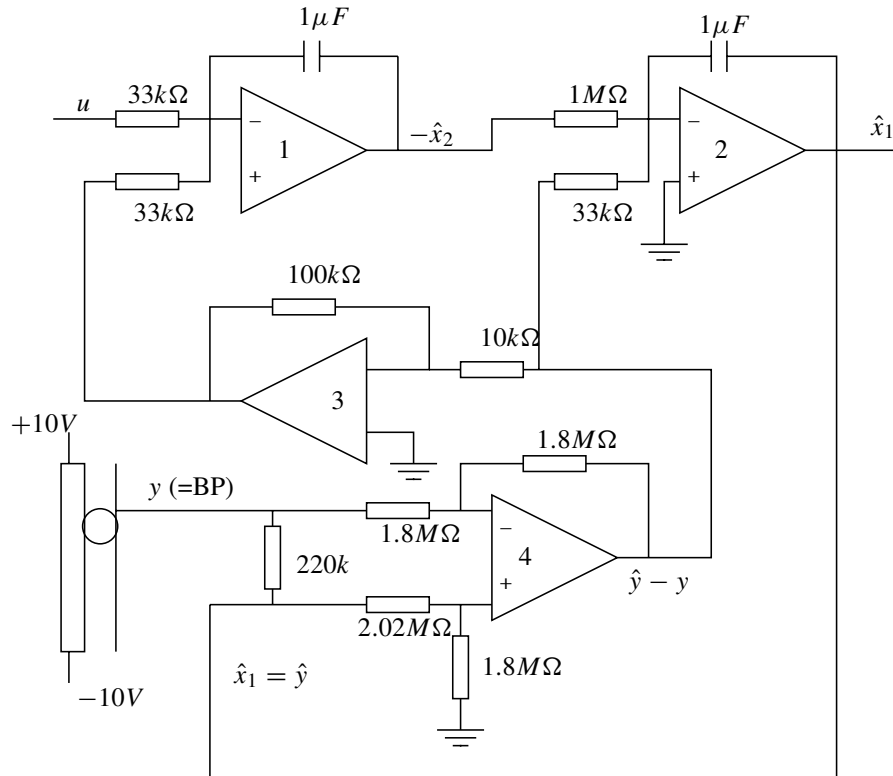 1μF
1μF
u
33kΩ
−
1
+
−x̂₂
1MΩ
−
2
+
x̂₁
33kΩ
33kΩ
100kΩ
10kΩ
3
+10V
1.8MΩ
y (=BP)
1.8MΩ
−
4
+
220k
ŷ − y
2.02MΩ
x̂₁ = ŷ
1.8MΩ
−10V